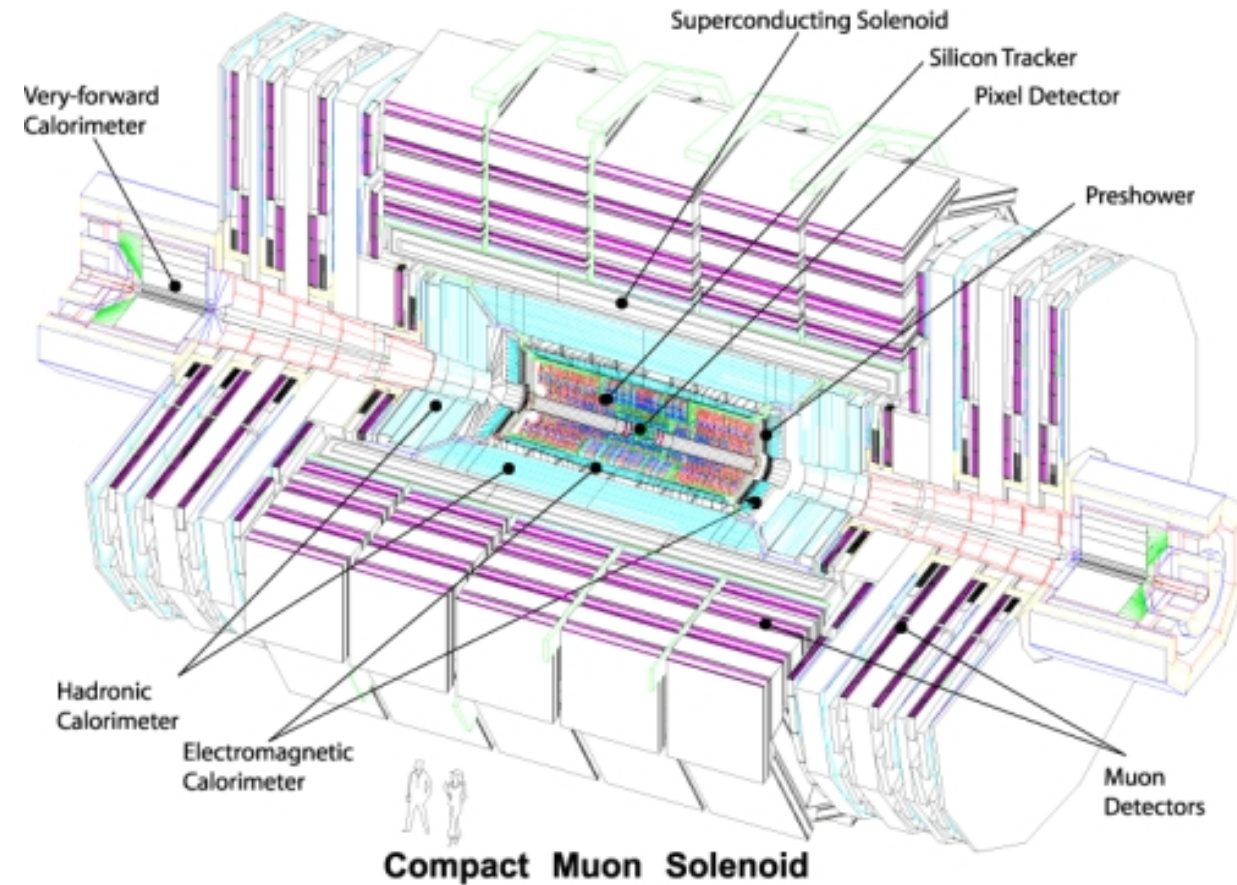 Superconducting Solenoid
Silicon Tracker
Pixel Detector
Very-forward
Calorimeter
Preshower
Hadronic
Calorimeter
Electromagnetic
Calorimeter
Muon
Detectors
Compact Muon Solenoid